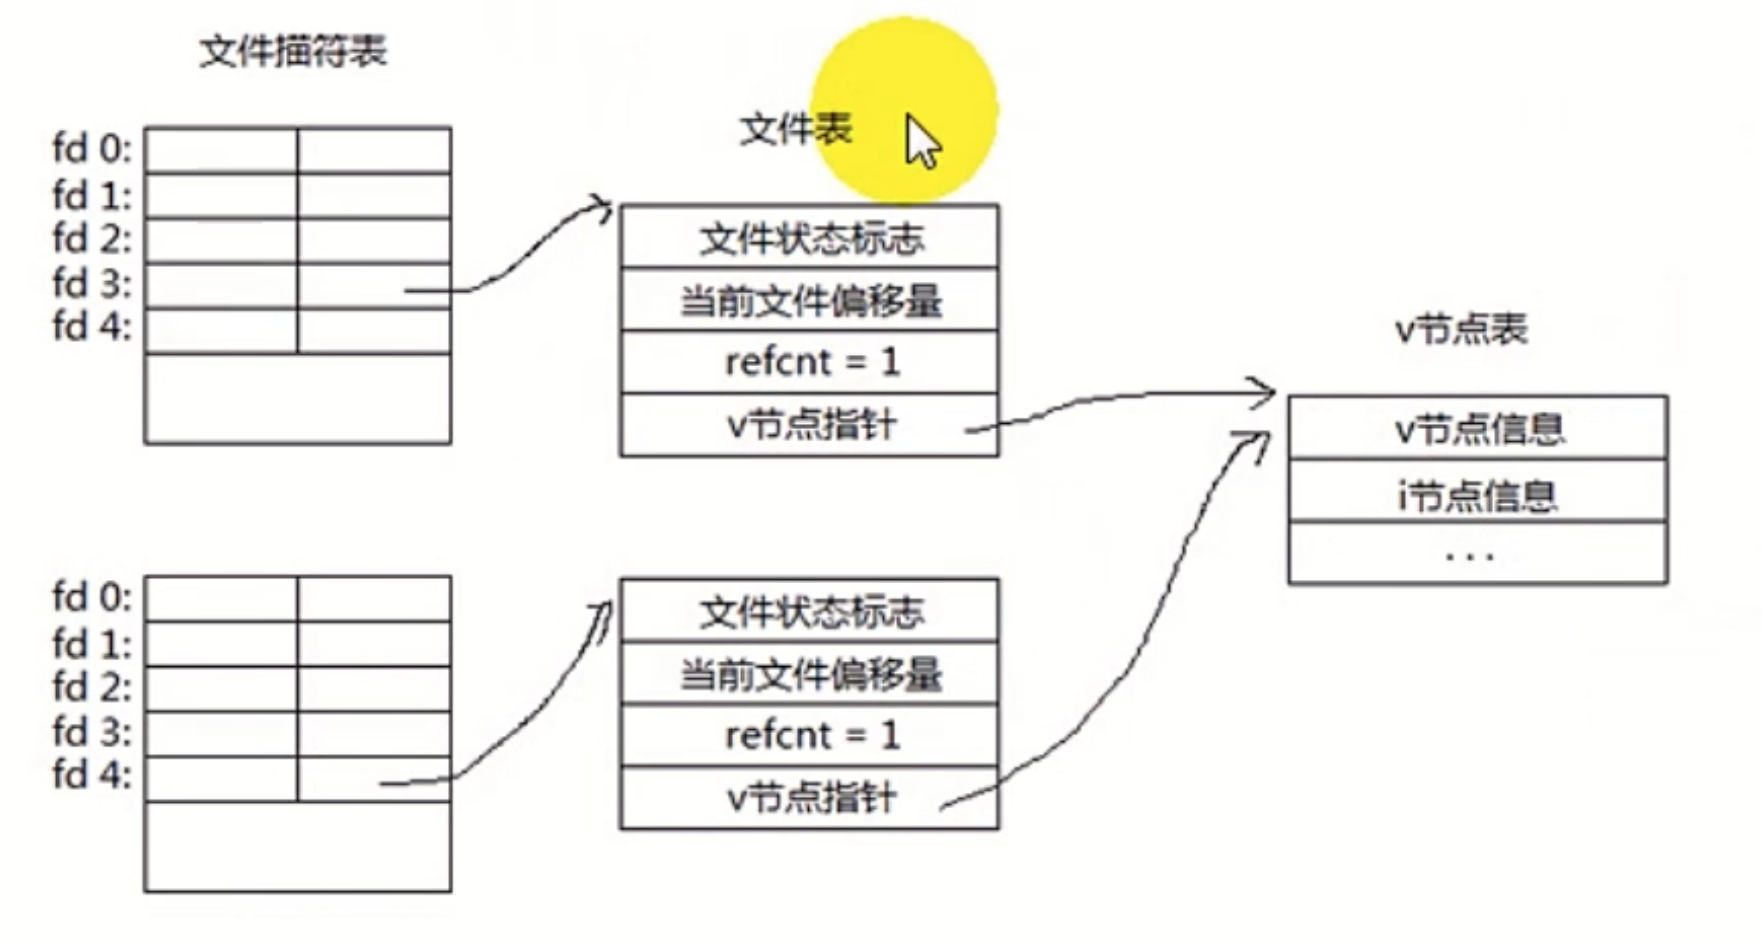 文件描符表
fd 0:
fd 1:
fd 2:
fd 3:
fd 4:
文件表
文件状态标志
当前文件偏移量
refcnt = 1
v节点指针
v节点表
v节点信息
i节点信息
...
fd 0:
fd 1:
fd 2:
fd 3:
fd 4:
文件状态标志
当前文件偏移量
refcnt = 1
v节点指针